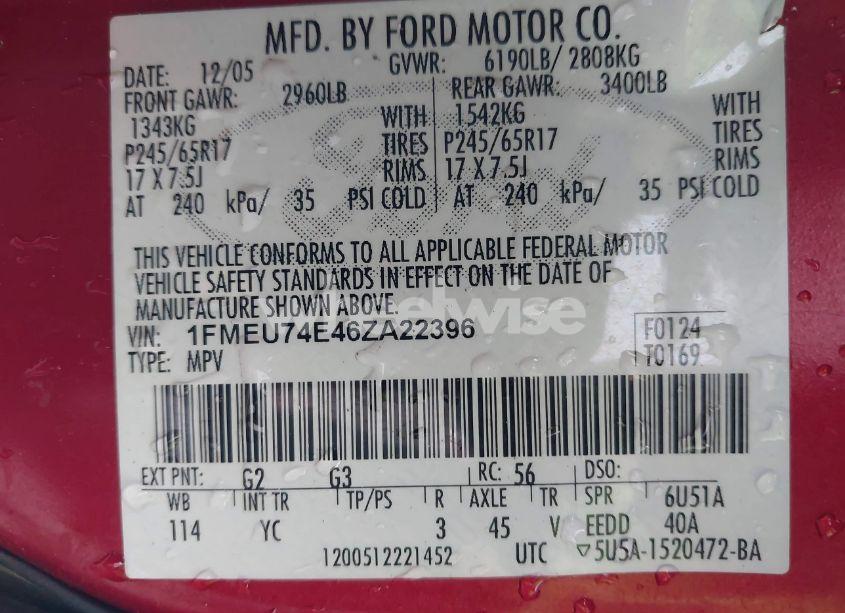 MFD. BY FORD MOTOR CO.
DATE: 12/05 GVWR: 6190LB/ 2808KG
FRONT GAWR: 2960LB REAR GAWR: 3400LB
1343KG WITH 1542KG WITH
P245/65R17 TIRES P245/65R17 TIRES
17 X 7.5J RIMS 17 X 7.5J RIMS
AT 240 kPa/ 35 PSI COLD AT 240 kPa/ 35 PSI COLD
THIS VEHICLE CONFORMS TO ALL APPLICABLE FEDERAL MOTOR
VEHICLE SAFETY STANDARDS IN EFFECT ON THE DATE OF
MANUFACTURE SHOWN ABOVE.
VIN: 1FMEU74E46ZA22396 F0124
TYPE: MPV T0169
EXT PNT: G2 G3 RC: 56 DSO:
WB INT TR TP/PS R AXLE TR SPR 6U51A
114 YC 3 45 V EEDD 40A
1200512221452 UTC ▽5U5A-1520472-BA